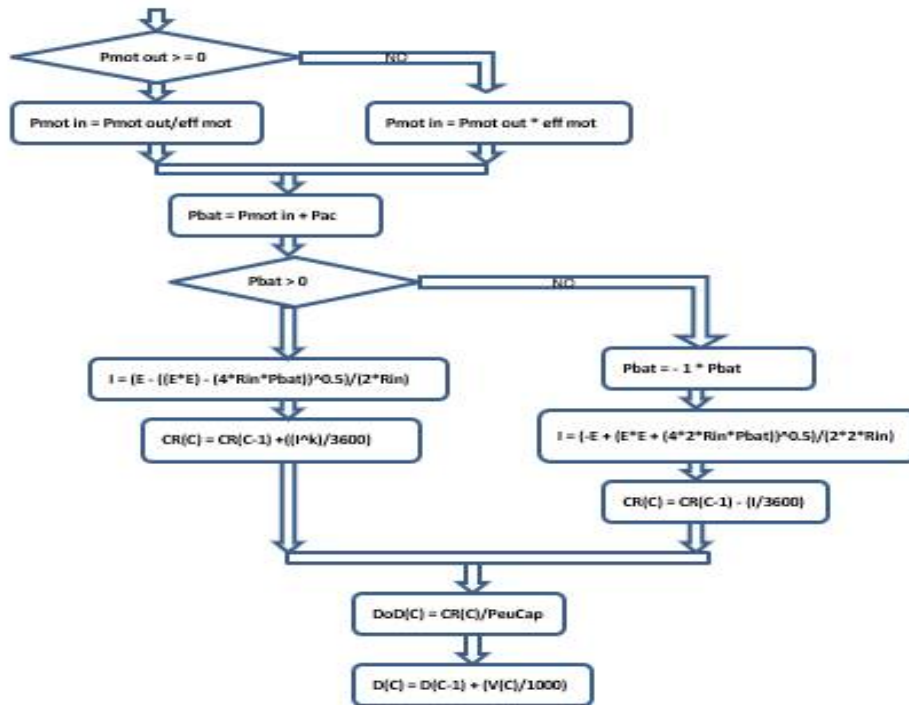 Pmot out > = 0
NO
Pmot in = Pmot out/eff mot
Pmot in = Pmot out * eff mot
Pbat = Pmot in + Pac
Pbat > 0
NO
I = (E - ((E*E) - (4*Rin*Pbat))^0.5)/(2*Rin)
Pbat = - 1 * Pbat
CR(C) = CR(C-1) +((I^k)/3600)
I = (-E + (E*E + (4*2*Rin*Pbat))^0.5)/(2*2*Rin)
CR(C) = CR(C-1) - (I/3600)
DoD(C) = CR(C)/PeuCap
D(C) = D(C-1) + (V(C)/1000)